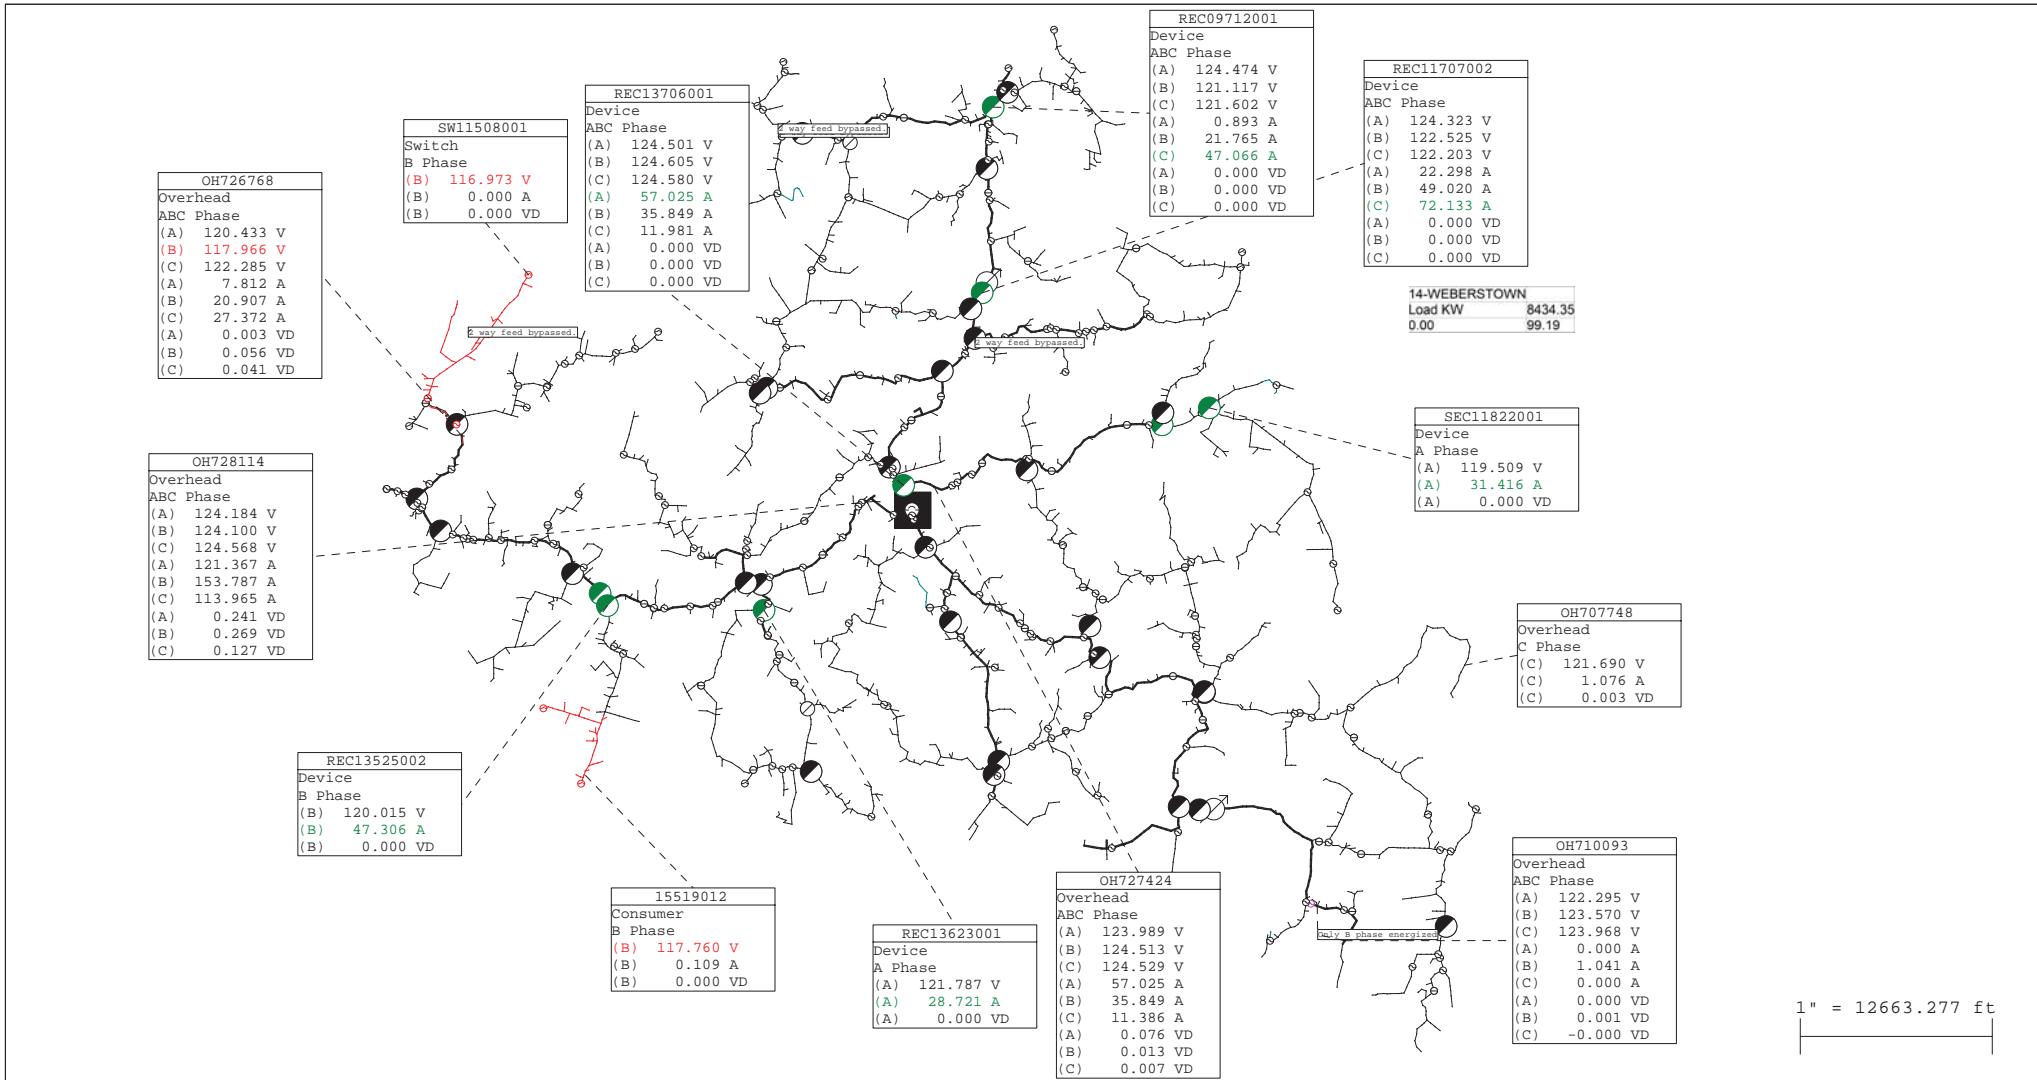 REC09712001
Device
ABC Phase
(A) 124.474 V
(B) 121.117 V
(C) 121.602 V
(A) 0.893 A
(B) 21.765 A
(C) 47.066 A
(A) 0.000 VD
(B) 0.000 VD
(C) 0.000 VD
REC11707002
Device
ABC Phase
(A) 124.323 V
(B) 122.525 V
(C) 122.203 V
(A) 22.298 A
(B) 49.020 A
(C) 72.133 A
(A) 0.000 VD
(B) 0.000 VD
(C) 0.000 VD
REC13706001
Device
ABC Phase
(A) 124.501 V
(B) 124.605 V
(C) 124.580 V
(A) 57.025 A
(B) 35.849 A
(C) 11.981 A
(A) 0.000 VD
(B) 0.000 VD
(C) 0.000 VD
2 way feed bypassed.
SW11508001
Switch
B Phase
(B) 116.973 V
(B) 0.000 A
(B) 0.000 VD
OH726768
Overhead
ABC Phase
(A) 120.433 V
(B) 117.966 V
(C) 122.285 V
(A) 7.812 A
(B) 20.907 A
(C) 27.372 A
(A) 0.003 VD
(B) 0.056 VD
(C) 0.041 VD
2 way feed bypassed.
2 way feed bypassed.
14-WEBERSTOWN
Load KW 8434.35
0.00 99.19
SEC11822001
Device
A Phase
(A) 119.509 V
(A) 31.416 A
(A) 0.000 VD
OH728114
Overhead
ABC Phase
(A) 124.184 V
(B) 124.100 V
(C) 124.568 V
(A) 121.367 A
(B) 153.787 A
(C) 113.965 A
(A) 0.241 VD
(B) 0.269 VD
(C) 0.127 VD
OH707748
Overhead
C Phase
(C) 121.690 V
(C) 1.076 A
(C) 0.003 VD
REC13525002
Device
B Phase
(B) 120.015 V
(B) 47.306 A
(B) 0.000 VD
15519012
Consumer
B Phase
(B) 117.760 V
(B) 0.109 A
(B) 0.000 VD
REC13623001
Device
A Phase
(A) 121.787 V
(A) 28.721 A
(A) 0.000 VD
OH727424
Overhead
ABC Phase
(A) 123.989 V
(B) 124.513 V
(C) 124.529 V
(A) 57.025 A
(B) 35.849 A
(C) 11.386 A
(A) 0.076 VD
(B) 0.013 VD
(C) 0.007 VD
Only B phase energized
OH710093
Overhead
ABC Phase
(A) 122.295 V
(B) 123.570 V
(C) 123.968 V
(A) 0.000 A
(B) 1.041 A
(C) 0.000 A
(A) 0.000 VD
(B) 0.001 VD
(C) -0.000 VD
1" = 12663.277 ft